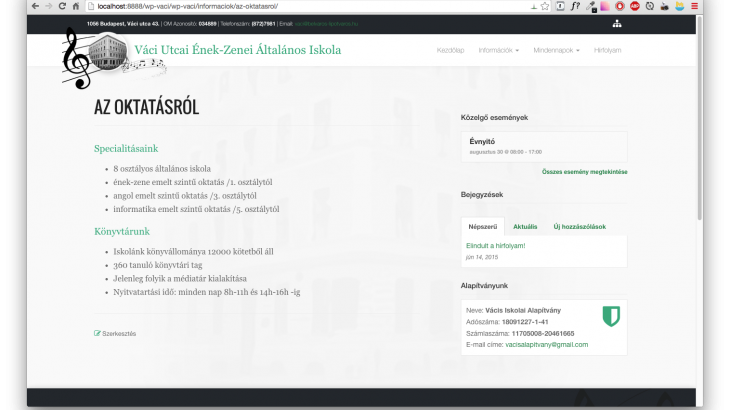 localhost:8888/wp-vaci/wp-vaci/informaciok/az-oktatasrol/
1056 Budapest, Váci utca 43. | OM Azonosító: 034889 | Telefonszám: (872)7981 | Email:
Váci Utcai Ének-Zenei Általános Iskola
Kezdőlap Információk Mindennapok Hírfolyam
AZ OKTATÁSRÓL
Specialitásaink
8 osztályos általános iskola
ének-zene emelt szintű oktatás /1. osztálytól
angol emelt szintű oktatás /3. osztálytól
informatika emelt szintű oktatás /5. osztálytól
Könyvtárunk
Iskolánk könyvállománya 12000 kötetből áll
360 tanuló könyvtári tag
Jelenleg folyik a médiatár kialakítása
Nyitvatartási idő: minden nap 8h-11h és 14h-16h -ig
Szerkesztés
Közelgő események
Évnyitó
augusztus 30 @ 08:00 - 17:00
Összes esemény megtekintése
Bejegyzések
Népszerű Aktuális Új hozzászólások
Elindult a hírfolyam!
jún 14, 2015
Alapítványunk
Neve: Vácis Iskolai Alapítvány
Adószáma: 18091227-1-41
Számlaszáma: 11705008-20461665
E-mail címe: vacisalapitvany@gmail.com